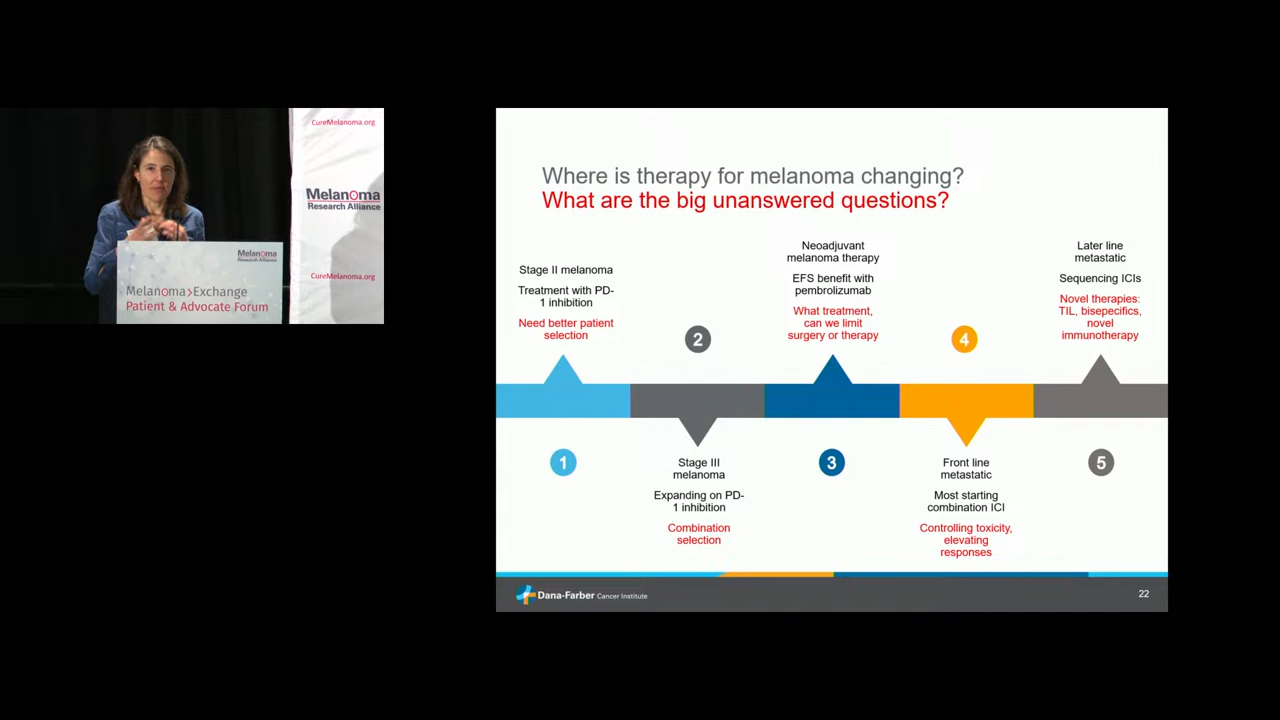 CureMelanoma.org
Melanoma
Research Alliance
CureMelanoma.org
Melanoma
Research Alliance
Melanoma>Exchange
Patient & Advocate Forum
Where is therapy for melanoma changing?
What are the big unanswered questions?
Stage II melanoma
Treatment with PD-
1 inhibition
Need better patient
selection
1
2
Stage III
melanoma
Expanding on PD-
1 inhibition
Combination
selection
Neoadjuvant
melanoma therapy
EFS benefit with
pembrolizumab
What treatment,
can we limit
surgery or therapy
3
4
Front line
metastatic
Most starting
combination ICI
Controlling toxicity,
elevating
responses
Later line
metastatic
Sequencing ICIs
Novel therapies:
TIL, bisepecifics,
novel
immunotherapy
5
Dana-Farber Cancer Institute
22